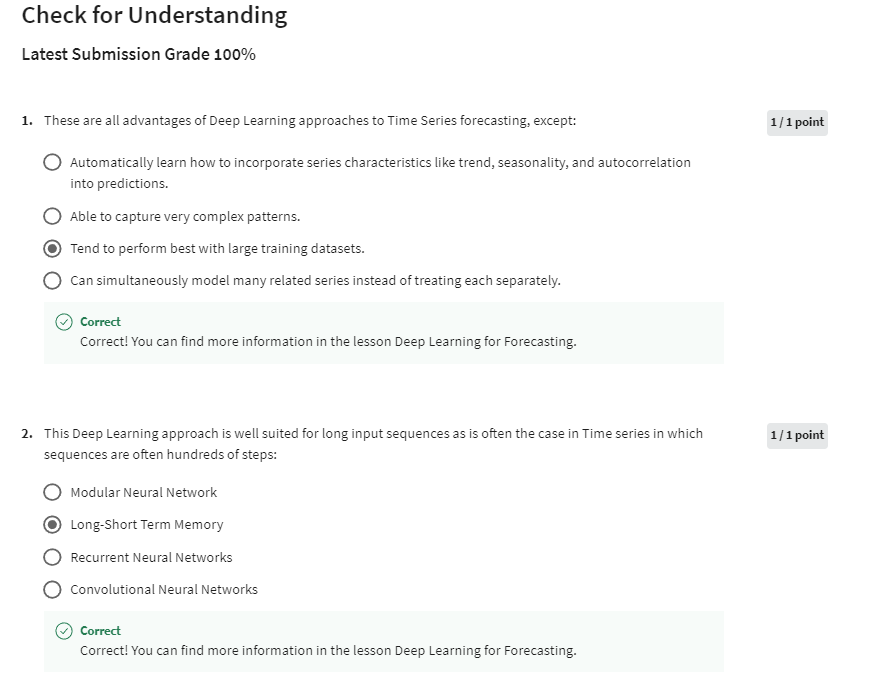 Check for Understanding
Latest Submission Grade 100%
1. These are all advantages of Deep Learning approaches to Time Series forecasting, except:
1 / 1 point
Automatically learn how to incorporate series characteristics like trend, seasonality, and autocorrelation
into predictions.
Able to capture very complex patterns.
Tend to perform best with large training datasets.
Can simultaneously model many related series instead of treating each separately.
Correct
Correct! You can find more information in the lesson Deep Learning for Forecasting.
2. This Deep Learning approach is well suited for long input sequences as is often the case in Time series in which
1 / 1 point
sequences are often hundreds of steps:
Modular Neural Network
Long-Short Term Memory
Recurrent Neural Networks
Convolutional Neural Networks
Correct
Correct! You can find more information in the lesson Deep Learning for Forecasting.